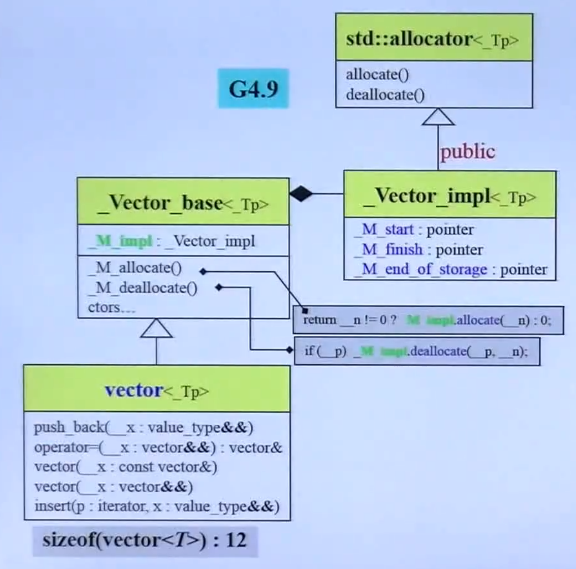 std::allocator<_Tp>
allocate()
deallocate()
G4.9
public
_Vector_base<_Tp>
_M_impl : _Vector_impl
_M_allocate()
_M_deallocate()
ctors...
_Vector_impl<_Tp>
_M_start : pointer
_M_finish : pointer
_M_end_of_storage : pointer
return __n != 0 ? _M_impl.allocate(__n) : 0;
if (__p) _M_impl.deallocate(__p, __n);
vector<_Tp>
push_back(__x : value_type&&)
operator=(__x : vector&&) : vector&
vector(__x : const vector&)
vector(__x : vector&&)
insert(p : iterator, x : value_type&&)
sizeof(vector<T>) : 12